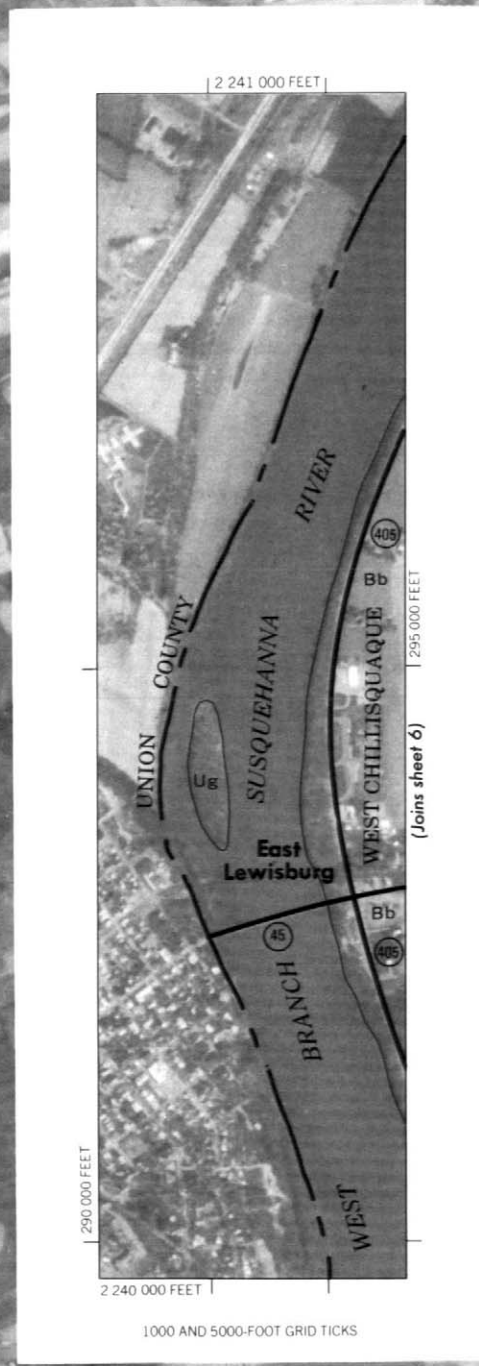 2 241 000 FEET
RIVER
405
Bb
295 000 FEET
UNION COUNTY
SUSQUEHANNA
WEST CHILLISQUAQUE
(Joins sheet 6)
Ug
East
Lewisburg
45
Bb
405
BRANCH
WEST
290 000 FEET
2 240 000 FEET
1000 AND 5000-FOOT GRID TICKS